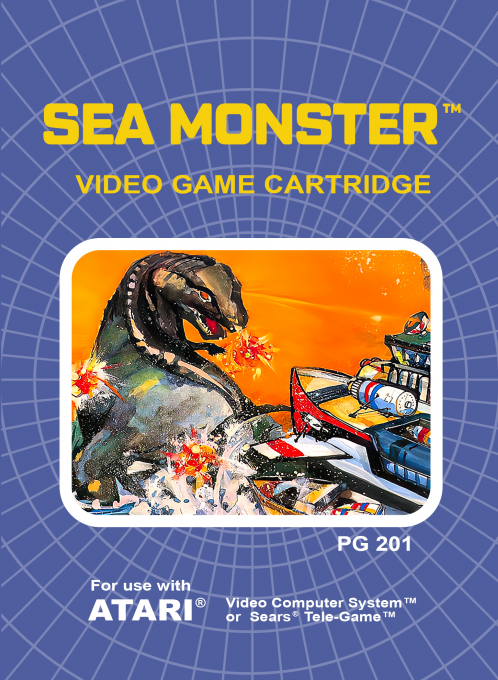 SEA MONSTER™
VIDEO GAME CARTRIDGE
PG 201
For use with
ATARI® Video Computer System™
or Sears® Tele-Game™